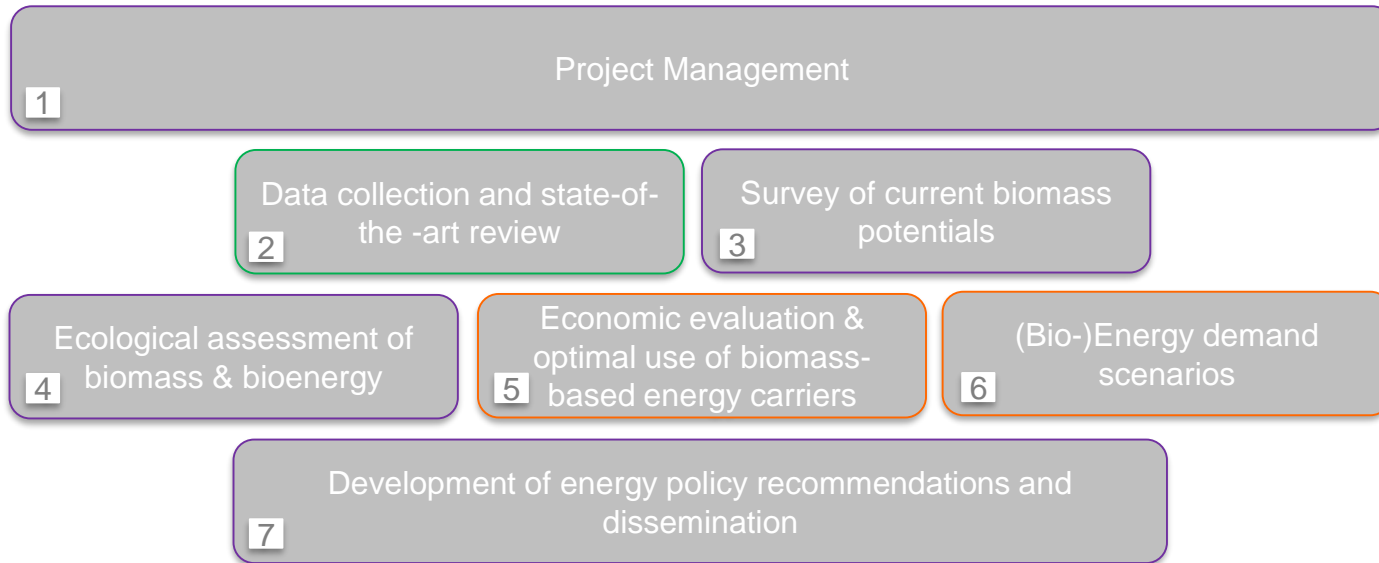 Project Management
1
Data collection and state-of-
the -art review
2
Survey of current biomass
potentials
3
Ecological assessment of
biomass & bioenergy
4
Economic evaluation &
optimal use of biomass-
based energy carriers
5
(Bio-)Energy demand
scenarios
6
Development of energy policy recommendations and
dissemination
7